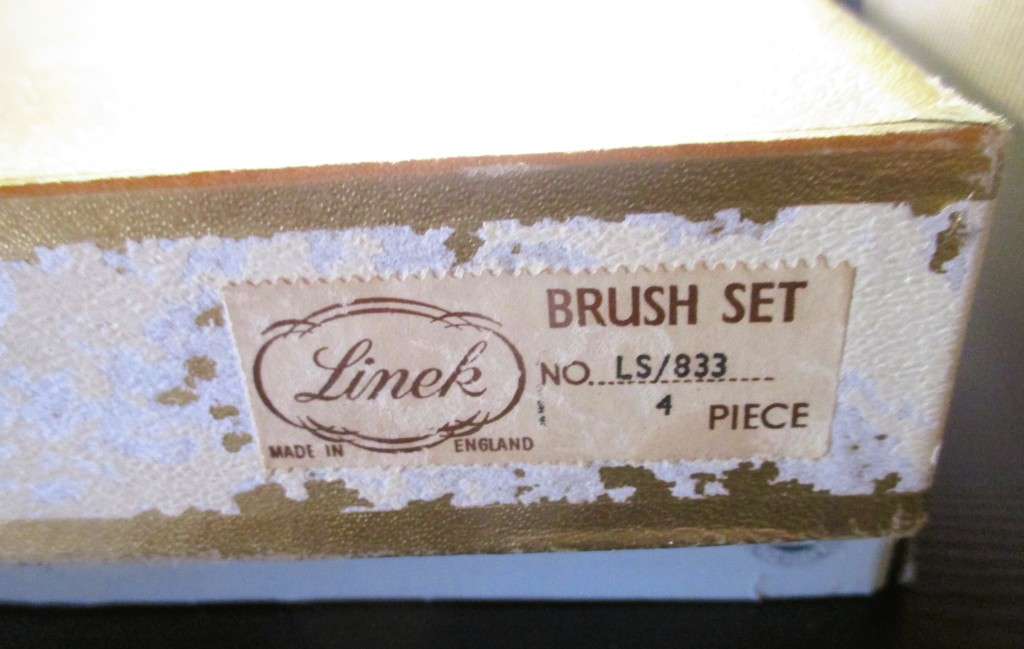 Linek
MADE IN ENGLAND
BRUSH SET
NO. LS/833
4 PIECE